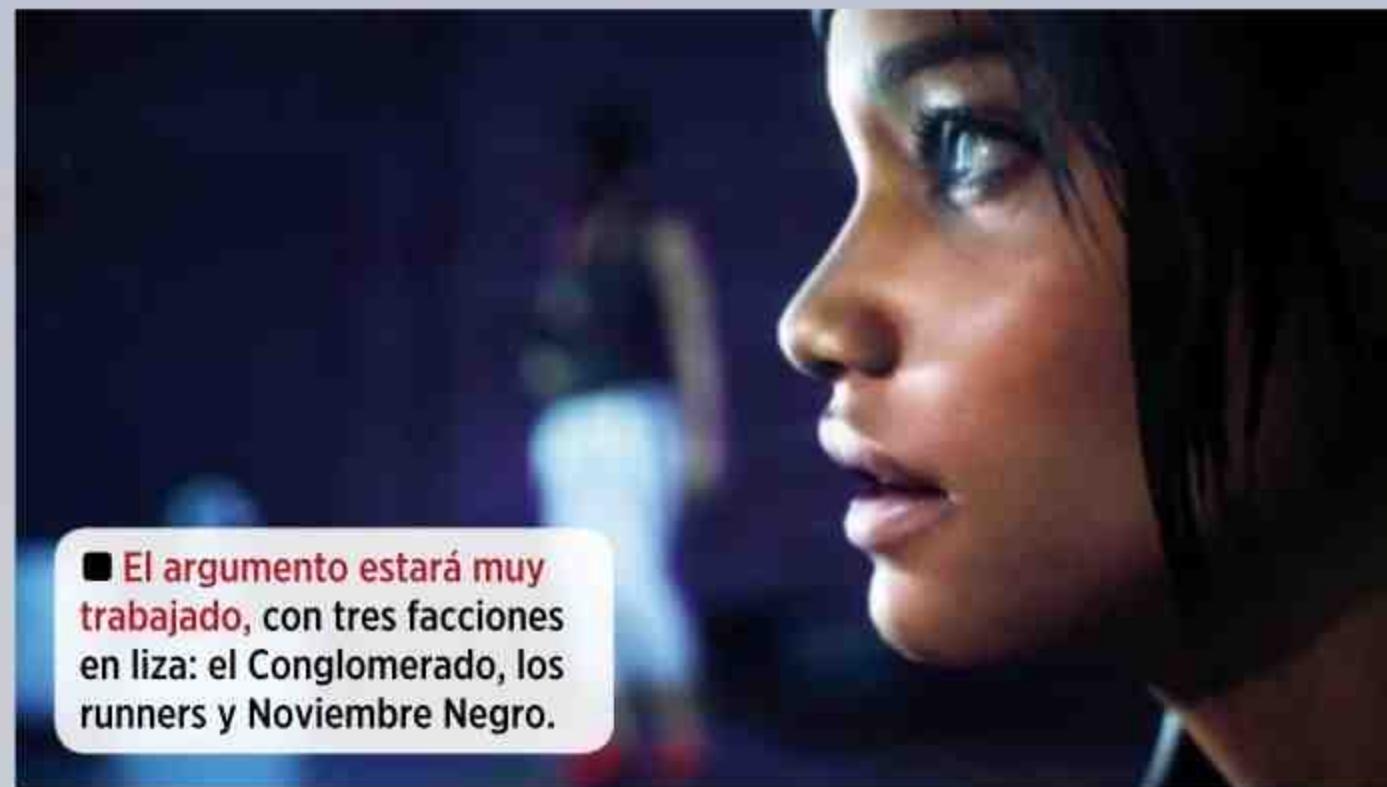 ■ El argumento estará muy
trabajado, con tres facciones
en liza: el Conglomerado, los
runners y Noviembre Negro.